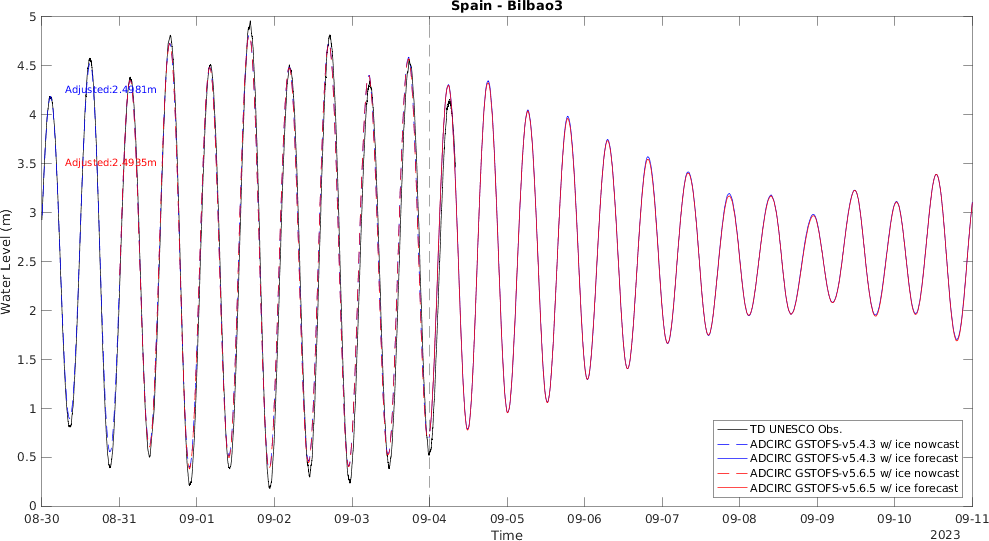 Spain - Bilbao3
Water Level (m)
5
4.5
4
3.5
3
2.5
2
1.5
1
0.5
0
Adjusted:2.4981m
Adjusted:2.4935m
TD UNESCO Obs.
ADCIRC GSTOFS-v5.4.3 w/ ice nowcast
ADCIRC GSTOFS-v5.4.3 w/ ice forecast
ADCIRC GSTOFS-v5.6.5 w/ ice nowcast
ADCIRC GSTOFS-v5.6.5 w/ ice forecast
08-30 08-31 09-01 09-02 09-03 09-04 09-05 09-06 09-07 09-08 09-09 09-10 09-11
Time
2023